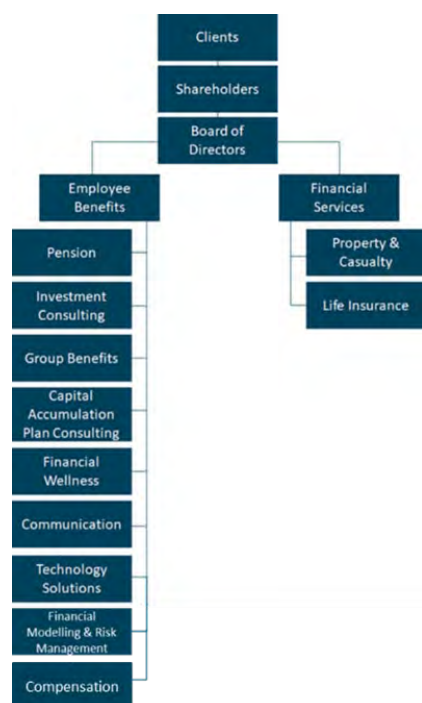 Clients
Shareholders
Board of
Directors
Employee
Benefits
Financial
Services
Pension
Investment
Consulting
Group Benefits
Capital
Accumulation
Plan Consulting
Financial
Wellness
Communication
Technology
Solutions
Financial
Modelling & Risk
Management
Compensation
Property &
Casualty
Life Insurance